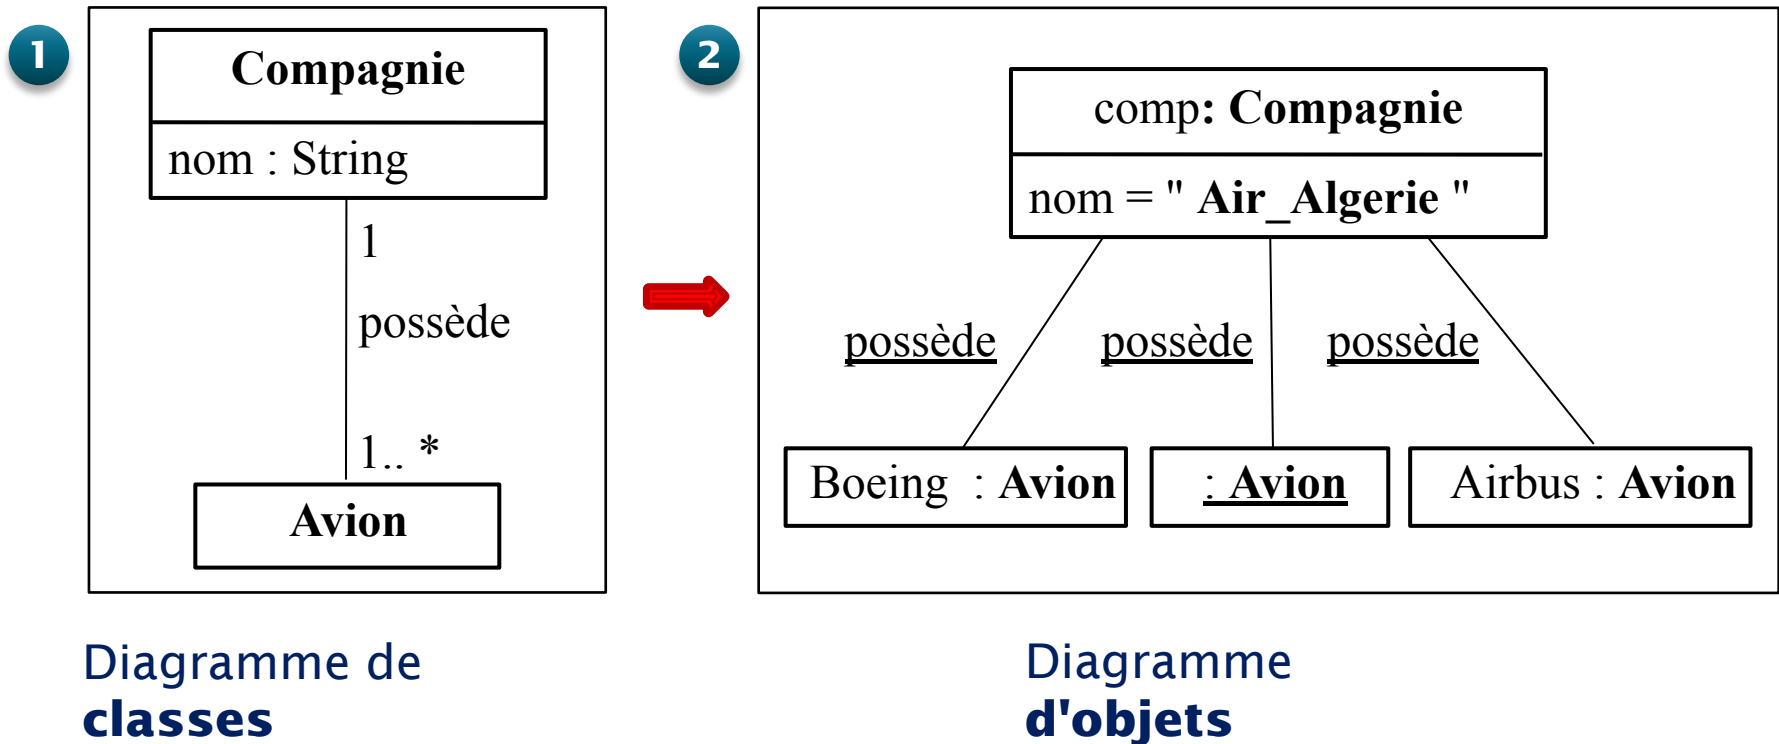 1
Compagnie
nom : String
1
possède
1.. *
Avion
Diagramme de
classes
2
comp: Compagnie
nom = " Air_Algerie "
possède possède possède
Boeing : Avion : Avion Airbus : Avion
Diagramme
d'objets